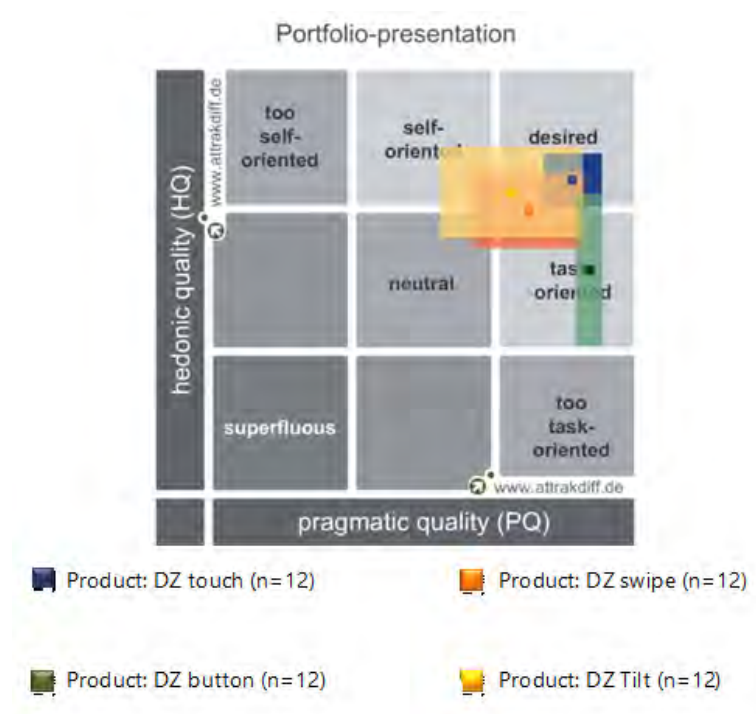 Portfolio-presentation
hedonic quality (HQ)
www.attrakdiff.de
too
self-
oriented
self-
oriented
desired
neutral
task-
oriented
superfluous
too
task-
oriented
www.attrakdiff.de
pragmatic quality (PQ)
Product: DZ touch (n=12)
Product: DZ swipe (n=12)
Product: DZ button (n=12)
Product: DZ Tilt (n=12)